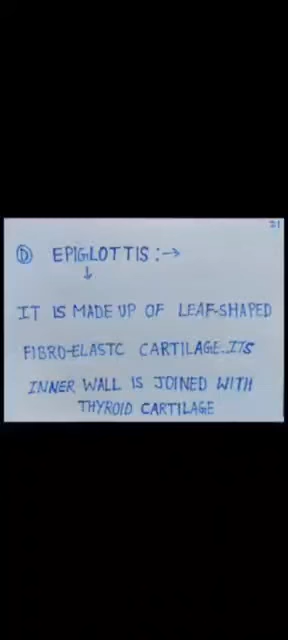 21
Ⓓ EPIGLOTTIS :→
↓
IT IS MADE UP OF LEAF-SHAPED
FIBRO-ELASTC CARTILAGE..ITS
INNER WALL IS JOINED WITH
THYROID CARTILAGE